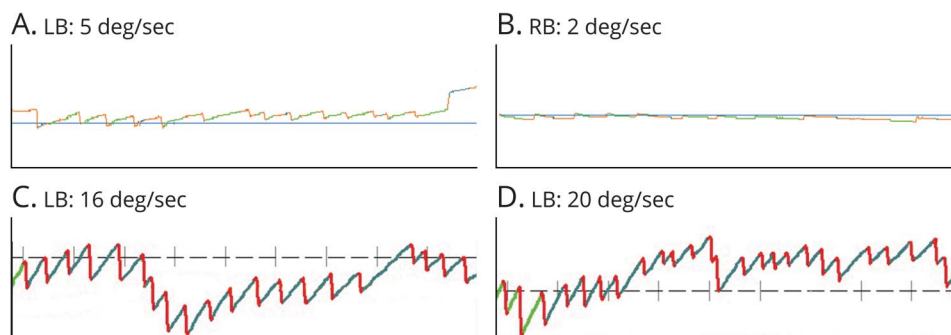 A. LB: 5 deg/sec
B. RB: 2 deg/sec
C. LB: 16 deg/sec
D. LB: 20 deg/sec